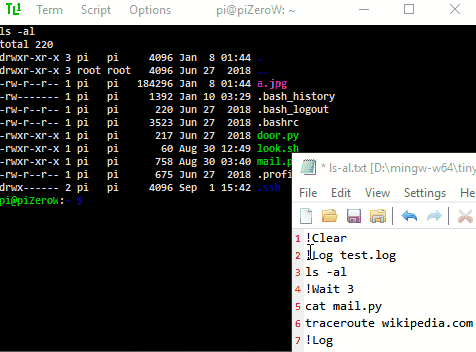 TL1 Term Script Options pi@piZeroW: ~
ls -al
total 220
drwxr-xr-x 3 pi   pi     4096 Jan  8 01:44 .
drwxr-xr-x 3 root root   4096 Jun 27  2018 ..
-rw-r--r-- 1 pi   pi   184296 Jan  8 01:44 a.jpg
-rw------- 1 pi   pi     1392 Jan 10 03:29 .bash_history
-rw-r--r-- 1 pi   pi      220 Jun 27  2018 .bash_logout
-rw-r--r-- 1 pi   pi     3523 Jun 27  2018 .bashrc
-rwxr-xr-x 1 pi   pi      217 Jun 27  2018 door.py
-rwxr-xr-x 1 pi   pi       60 Aug 30 12:49 look.sh
-rwxr-xr-x 1 pi   pi      758 Aug 30 03:40 mail.p
-rw-r--r-- 1 pi   pi      675 Jun 27  2018 .profi
drwx------ 2 pi   pi     4096 Sep  1 15:42 .ssh
pi@piZeroW:~ $
* ls-al.txt [D:\mingw-w64\tiny
File Edit View Settings He
1 !Clear
2 !Log test.log
3 ls -al
4 !Wait 3
5 cat mail.py
6 traceroute wikipedia.com
7 !Log